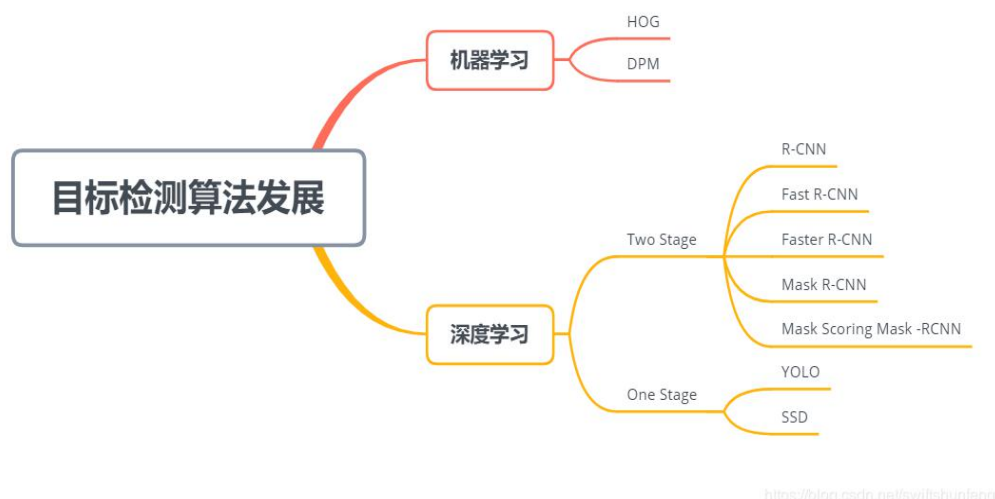 目标检测算法发展
机器学习
HOG
DPM
深度学习
Two Stage
R-CNN
Fast R-CNN
Faster R-CNN
Mask R-CNN
Mask Scoring Mask -RCNN
One Stage
YOLO
SSD